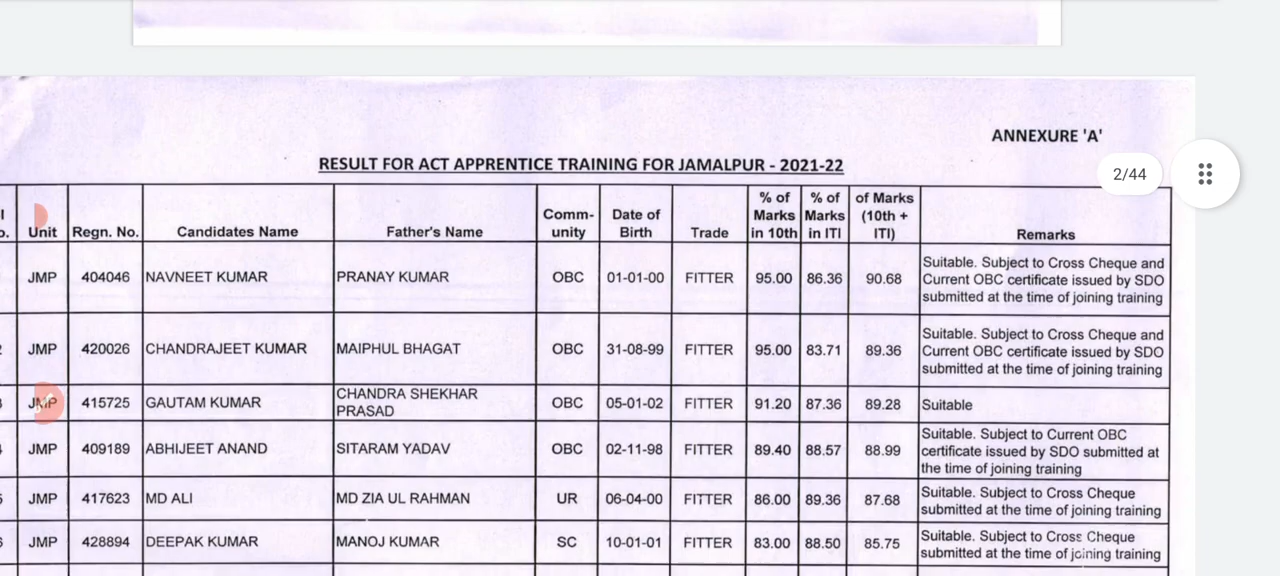 ANNEXURE 'A'
RESULT FOR ACT APPRENTICE TRAINING FOR JAMALPUR - 2021-22
2/44
Unit Regn. No. Candidates Name Father's Name Comm-unity Date of Birth Trade % of Marks in 10th % of Marks in ITI of Marks (10th + ITI) Remarks
JMP 404046 NAVNEET KUMAR PRANAY KUMAR OBC 01-01-00 FITTER 95.00 86.36 90.68 Suitable. Subject to Cross Cheque and
Current OBC certificate issued by SDO
submitted at the time of joining training
JMP 420026 CHANDRAJEET KUMAR MAIPHUL BHAGAT OBC 31-08-99 FITTER 95.00 83.71 89.36 Suitable. Subject to Cross Cheque and
Current OBC certificate issued by SDO
submitted at the time of joining training
JMP 415725 GAUTAM KUMAR CHANDRA SHEKHAR
PRASAD OBC 05-01-02 FITTER 91.20 87.36 89.28 Suitable
JMP 409189 ABHIJEET ANAND SITARAM YADAV OBC 02-11-98 FITTER 89.40 88.57 88.99 Suitable. Subject to Current OBC
certificate issued by SDO submitted at
the time of joining training
JMP 417623 MD ALI MD ZIA UL RAHMAN UR 06-04-00 FITTER 86.00 89.36 87.68 Suitable. Subject to Cross Cheque
submitted at the time of joining training
JMP 428894 DEEPAK KUMAR MANOJ KUMAR SC 10-01-01 FITTER 83.00 88.50 85.75 Suitable. Subject to Cross Cheque
submitted at the time of joining training